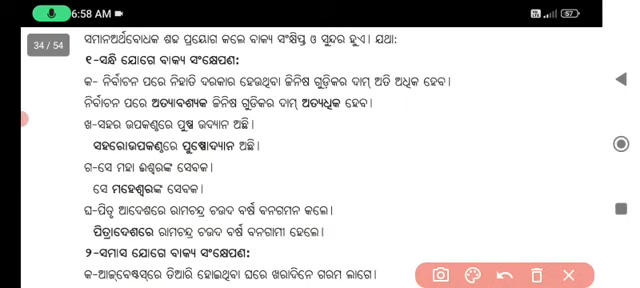 6:58 AM
57
34 / 54
ସମାନଅର୍ଥବୋଧକ ଶବ୍ଦ ପ୍ରୟୋଗ କଲେ ବାକ୍ୟ ସଂକ୍ଷିପ୍ତ ଓ ସୁନ୍ଦର ହୁଏ। ଯଥା:
୧-ସନ୍ଧି ଯୋଗେ ବାକ୍ୟ ସଂକ୍ଷେପଣ:
କ- ନିର୍ବାଚନ ପରେ ନିହାତି ଦରକାର ହେଉଥିବା ଜିନିଷ ଗୁଡ଼ିକର ଦାମ୍ ଅତି ଅଧିକ ହେବ।
ନିର୍ବାଚନ ପରେ ଅତ୍ୟାବଶ୍ୟକ ଜିନିଷ ଗୁଡିକର ଦାମ୍ ଅତ୍ୟଧିକ ହେବ।
ଖ-ସହର ଉପକଣ୍ଠରେ ପୁଷ୍ପ ଉଦ୍ୟାନ ଅଛି।
ସହରୋଉପକଣ୍ଠରେ ପୁଷ୍ପୋଦ୍ୟାନ ଅଛି।
ଗ-ସେ ମହା ଈଶ୍ୱରଙ୍କ ସେବକ।
ସେ ମହେଶ୍ୱରଙ୍କ ସେବକ।
ଘ-ପିତୃ ଆଦେଶରେ ରାମଚନ୍ଦ୍ର ଚଉଦ ବର୍ଷ ବନଗମନ କଲେ।
ପିତ୍ରାଦେଶରେ ରାମଚନ୍ଦ୍ର ଚଉଦ ବର୍ଷ ବନଗାମୀ ହେଲେ।
୨-ସମାସ ଯୋଗେ ବାକ୍ୟ ସଂକ୍ଷେପଣ:
କ-ଆଜ୍‌ବେଷ୍ଟସ୍‌ରେ ତିଆରି ହୋଇଥିବା ଘରେ ଖରାଦିନେ ଗରମ ଲାଗେ।